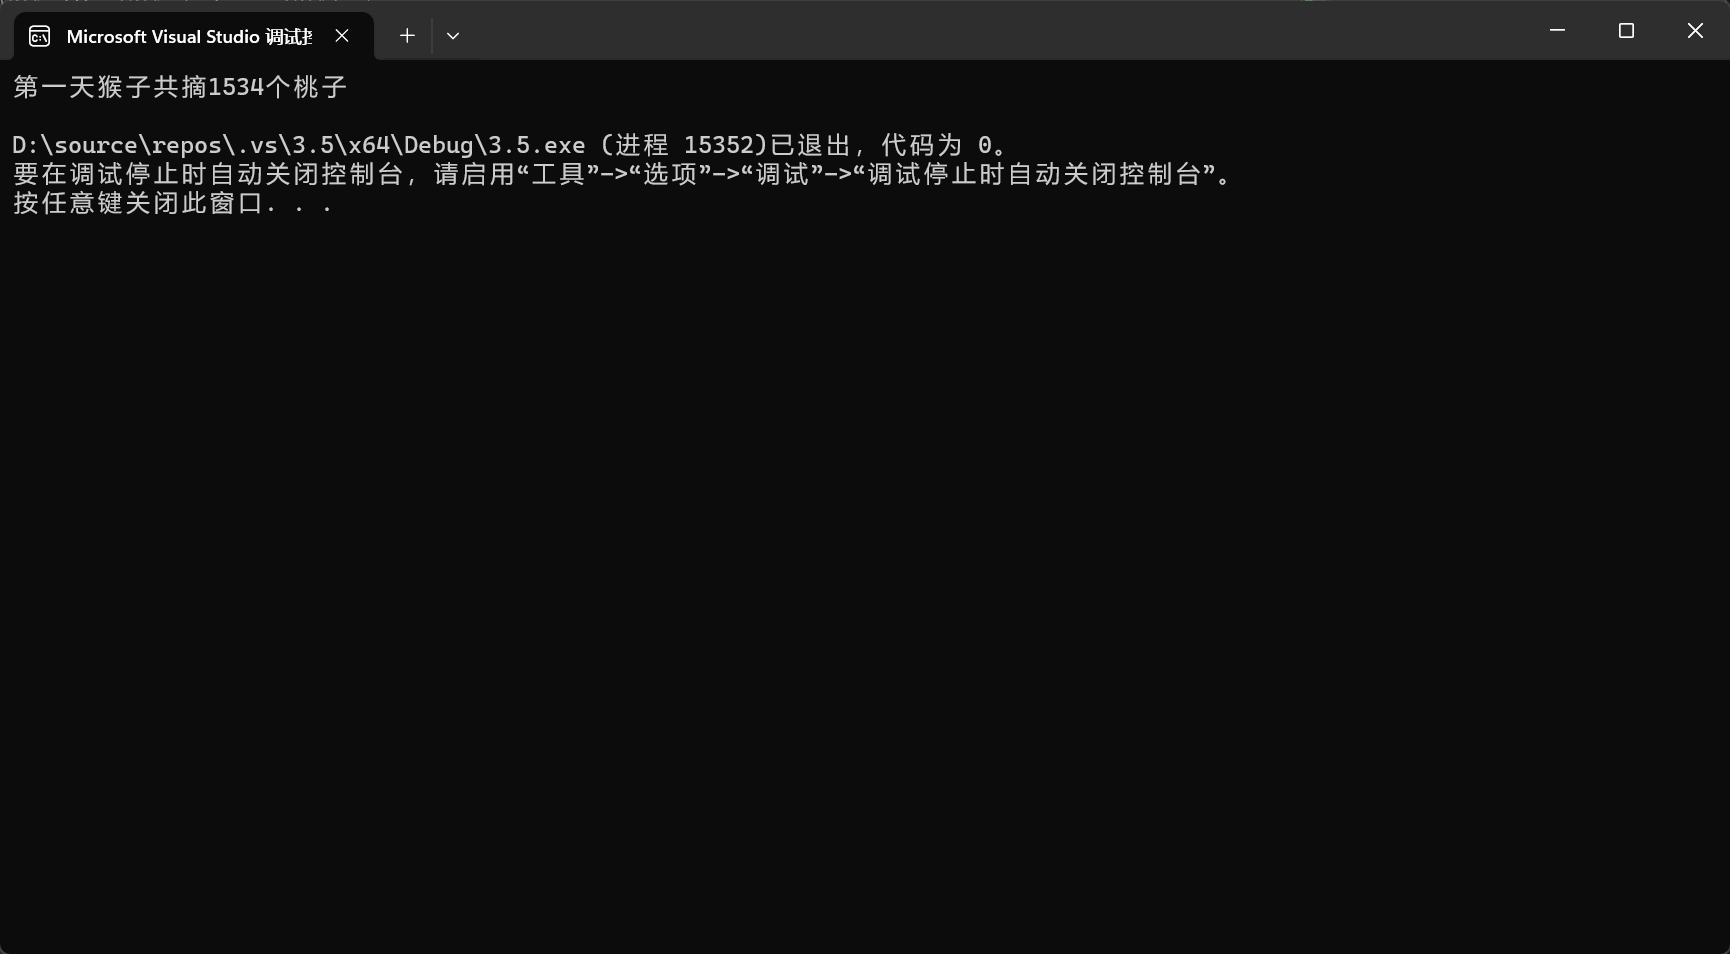 Microsoft Visual Studio 调试
第一天猴子共摘1534个桃子
D:\source\repos\.vs\3.5\x64\Debug\3.5.exe (进程 15352)已退出，代码为 0。
要在调试停止时自动关闭控制台，请启用“工具”->“选项”->“调试”->“调试停止时自动关闭控制台”。
按任意键关闭此窗口. . .